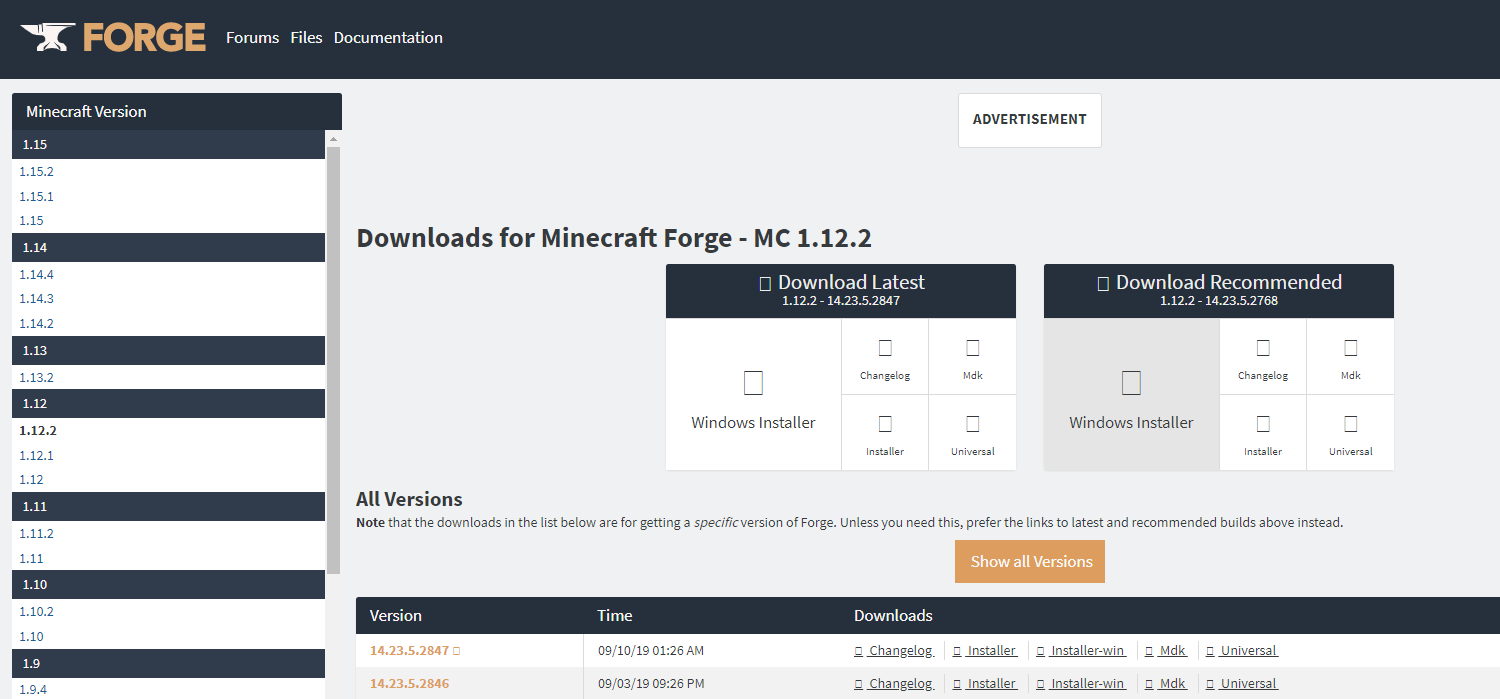 FORGE Forums Files Documentation
Minecraft Version
1.15
1.15.2
1.15.1
1.15
1.14
1.14.4
1.14.3
1.14.2
1.13
1.13.2
1.12
1.12.2
1.12.1
1.12
1.11
1.11.2
1.11
1.10
1.10.2
1.10
1.9
1.9.4
ADVERTISEMENT
Downloads for Minecraft Forge - MC 1.12.2
Download Latest
1.12.2 - 14.23.5.2847
Windows Installer
Changelog
Mdk
Installer
Universal
Download Recommended
1.12.2 - 14.23.5.2768
Windows Installer
Changelog
Mdk
Installer
Universal
All Versions
Note that the downloads in the list below are for getting a specific version of Forge. Unless you need this, prefer the links to latest and recommended builds above instead.
Show all Versions
Version Time Downloads
14.23.5.2847 09/10/19 01:26 AM Changelog Installer Installer-win Mdk Universal
14.23.5.2846 09/03/19 09:26 PM Changelog Installer Installer-win Mdk Universal